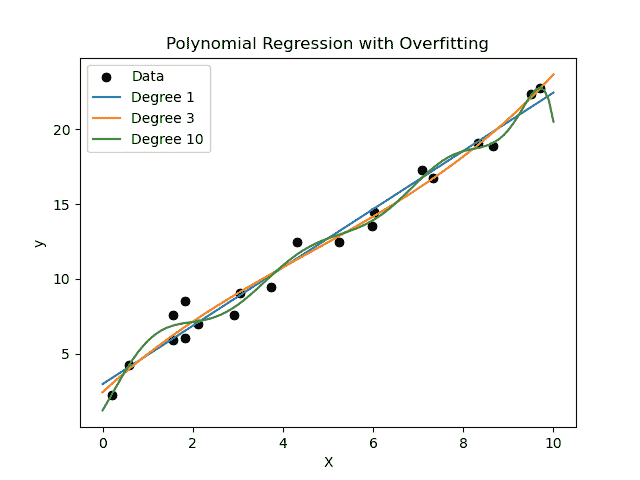 Polynomial Regression with Overfitting
Data
Degree 1
Degree 3
Degree 10
20
15
10
5
y
0 2 4 6 8 10
X